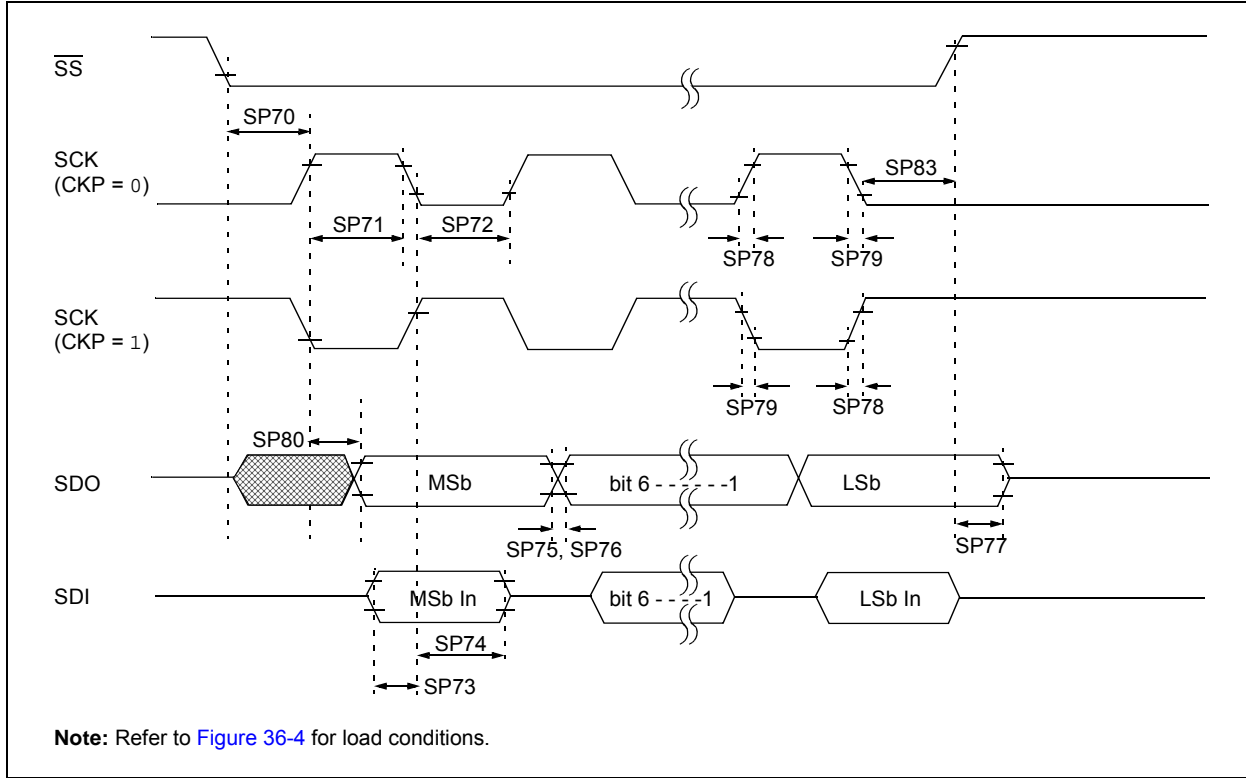 SS
SP70
SCK
(CKP = 0)
SP83
SP71
SP72
SP78
SP79
SCK
(CKP = 1)
SP79
SP78
SP80
SDO
MSb
bit 6 - - - - - - -1
LSb
SP75, SP76
SP77
SDI
MSb In
bit 6 - - - -1
LSb In
SP74
SP73
Note: Refer to Figure 36-4 for load conditions.